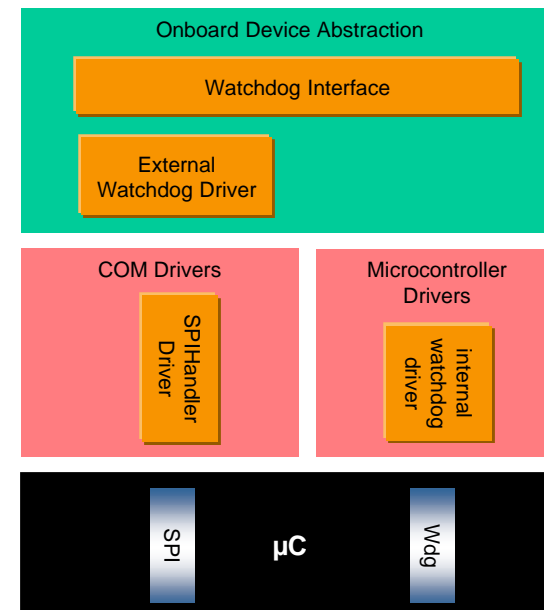 Onboard Device Abstraction
Watchdog Interface
External
Watchdog Driver
COM Drivers
SPIHandler
Driver
Microcontroller
Drivers
internal
watchdog
driver
SPI
µC
Wdg